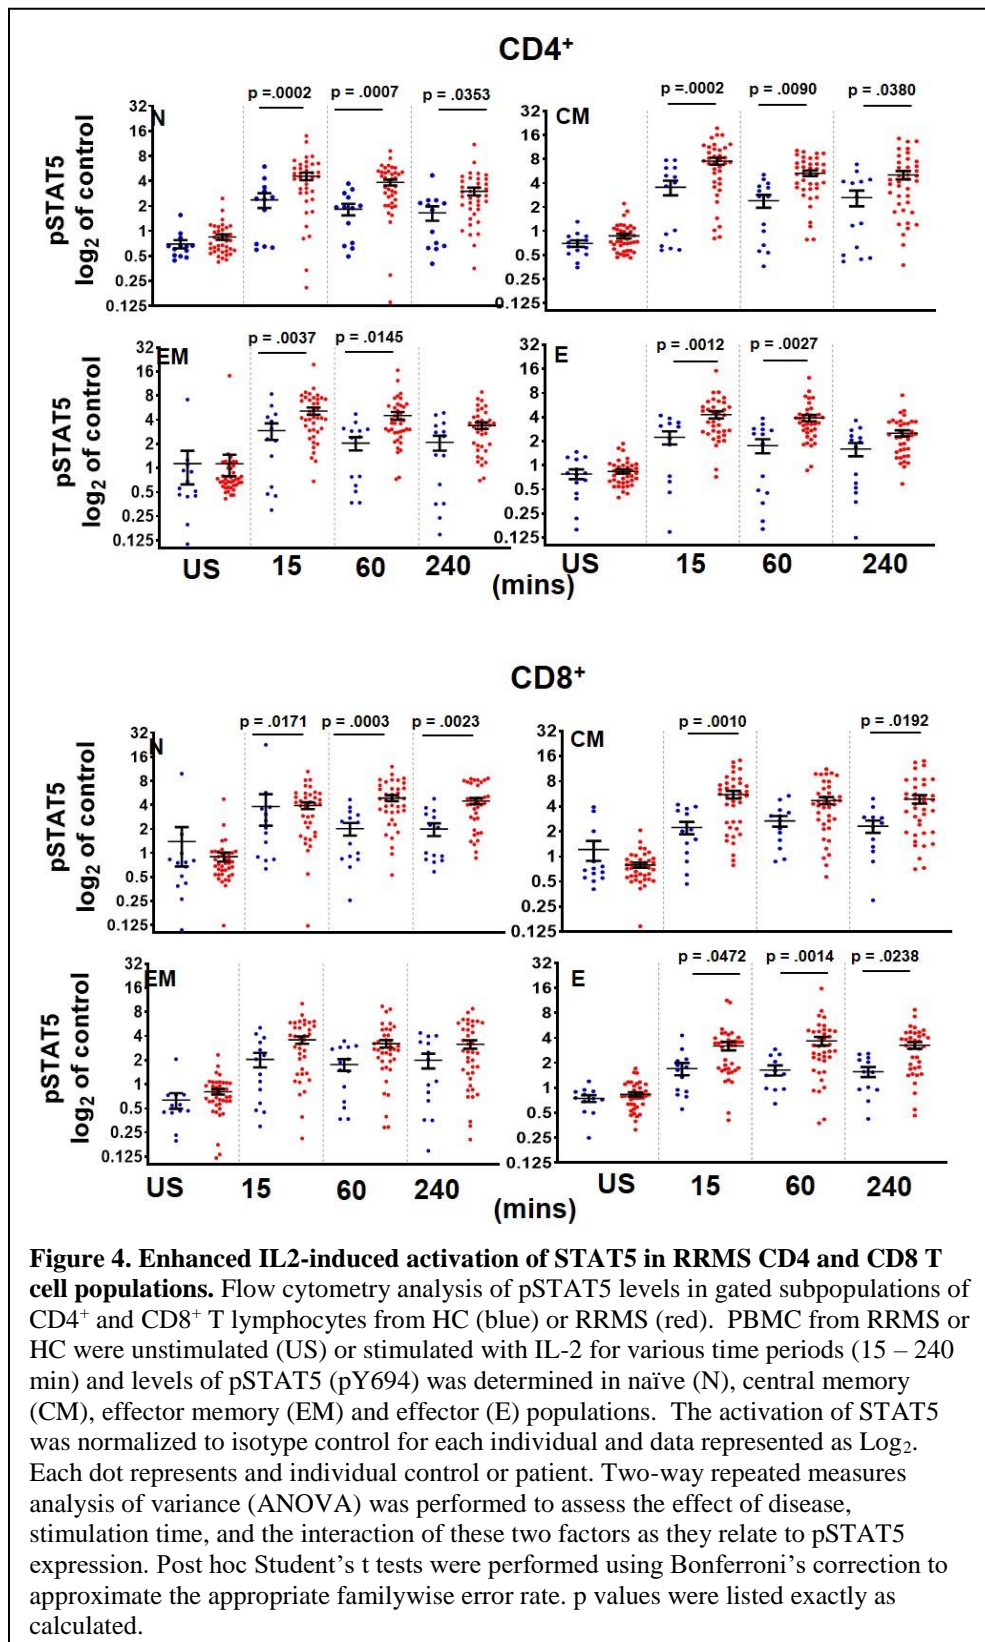 CD4⁺
p =.0002 p =.0007 p =.0353
N
pSTAT5
log₂ of control
32
16
8
4
2
1
0.5
0.25
0.125
p =.0002 p =.0090 p =.0380
CM
32
16
8
4
2
1
0.5
0.25
0.125
p =.0037 p =.0145
EM
pSTAT5
log₂ of control
32
16
8
4
2
1
0.5
0.25
0.125
US 15 60 240
p =.0012 p =.0027
E
32
16
8
4
2
1
0.5
0.25
0.125
US 15 60 240
(mins)
CD8⁺
p = .0171 p = .0003 p = .0023
N
pSTAT5
log₂ of control
32
16
8
4
2
1
0.5
0.25
0.125
p = .0010 p = .0192
CM
32
16
8
4
2
1
0.5
0.25
0.125
EM
pSTAT5
log₂ of control
32
16
8
4
2
1
0.5
0.25
0.125
US 15 60 240
p = .0472 p = .0014 p = .0238
E
32
16
8
4
2
1
0.5
0.25
0.125
US 15 60 240
(mins)
Figure 4. Enhanced IL2-induced activation of STAT5 in RRMS CD4 and CD8 T
cell populations. Flow cytometry analysis of pSTAT5 levels in gated subpopulations of
CD4⁺ and CD8⁺ T lymphocytes from HC (blue) or RRMS (red). PBMC from RRMS or
HC were unstimulated (US) or stimulated with IL-2 for various time periods (15 – 240
min) and levels of pSTAT5 (pY694) was determined in naïve (N), central memory
(CM), effector memory (EM) and effector (E) populations. The activation of STAT5
was normalized to isotype control for each individual and data represented as Log₂.
Each dot represents and individual control or patient. Two-way repeated measures
analysis of variance (ANOVA) was performed to assess the effect of disease,
stimulation time, and the interaction of these two factors as they relate to pSTAT5
expression. Post hoc Student’s t tests were performed using Bonferroni’s correction to
approximate the appropriate familywise error rate. p values were listed exactly as
calculated.